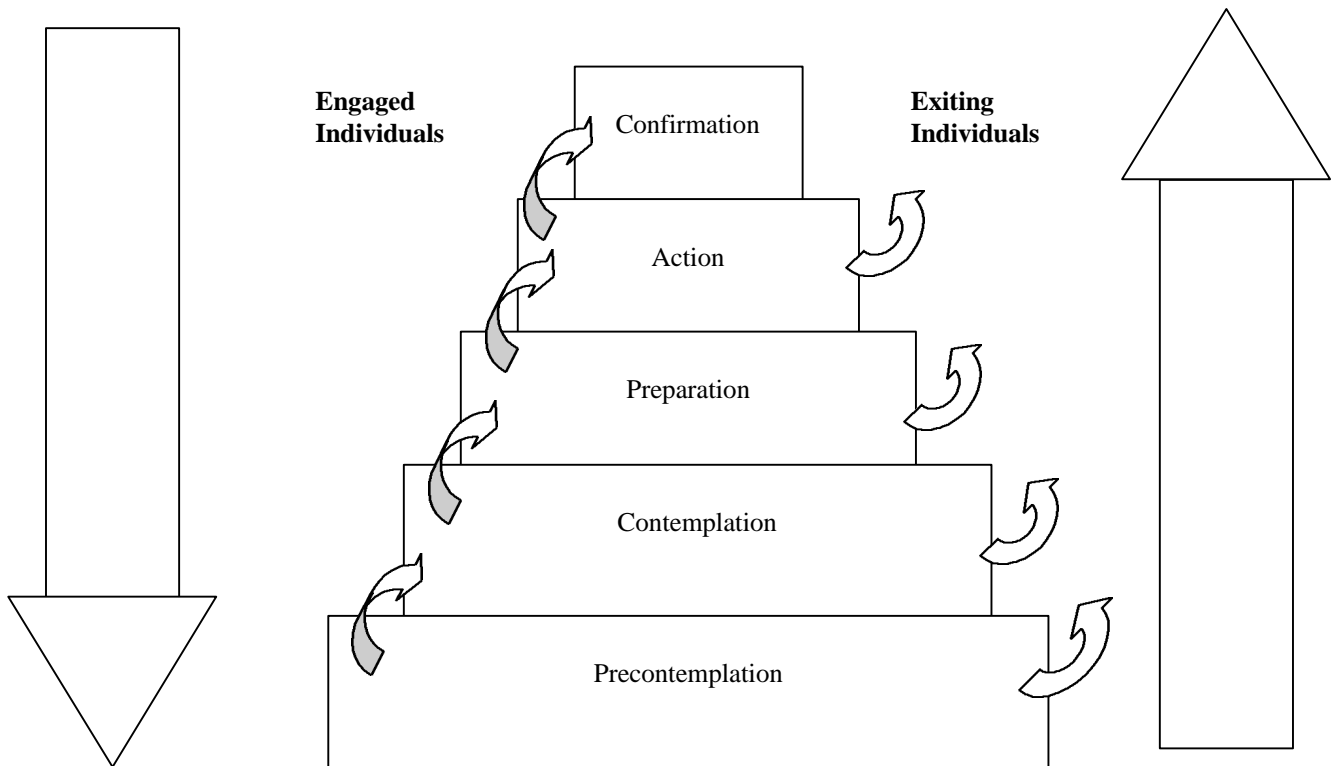 Engaged
Individuals
Exiting
Individuals
Confirmation
Action
Preparation
Contemplation
Precontemplation